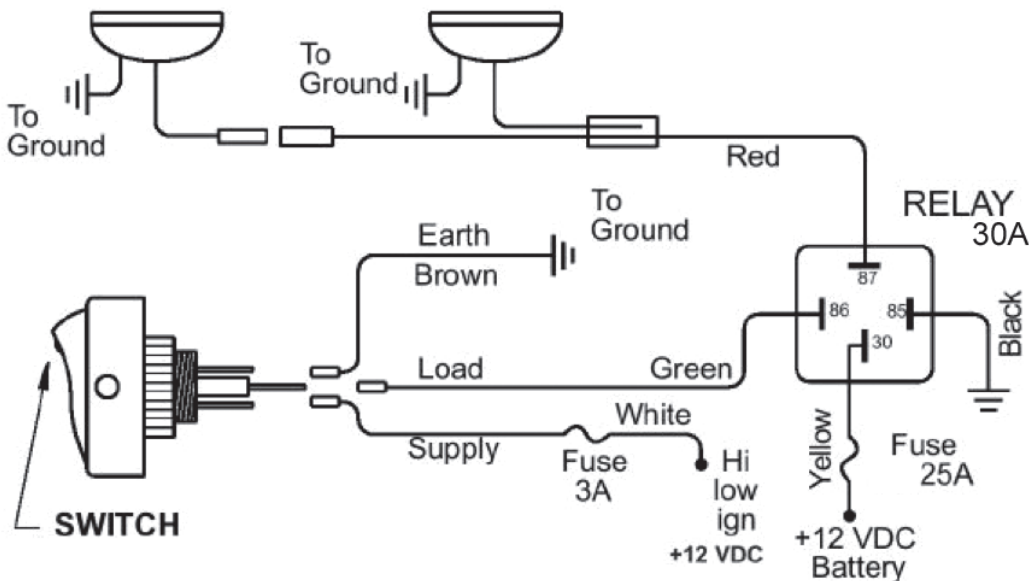 To
Ground
To
Ground
Red
RELAY
30A
87
86
85
30
Black
Earth
Brown
To
Ground
Load
Green
White
Supply
Fuse
3A
Hi
low
ign
+12 VDC
Yellow
Fuse
25A
+12 VDC
Battery
SWITCH